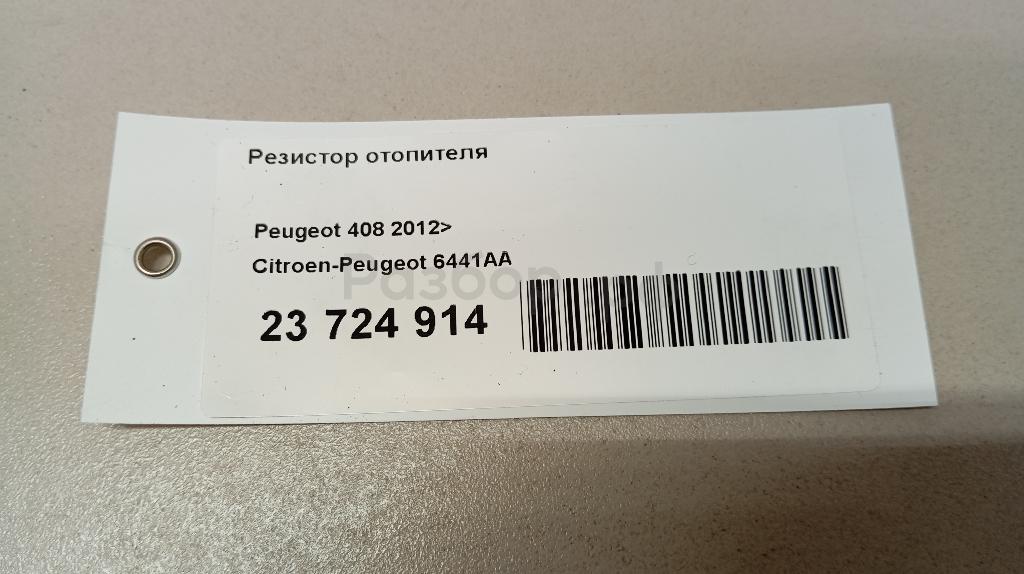 Резистор отопителя
Peugeot 408 2012>
Citroen-Peugeot 6441AA
23 724 914